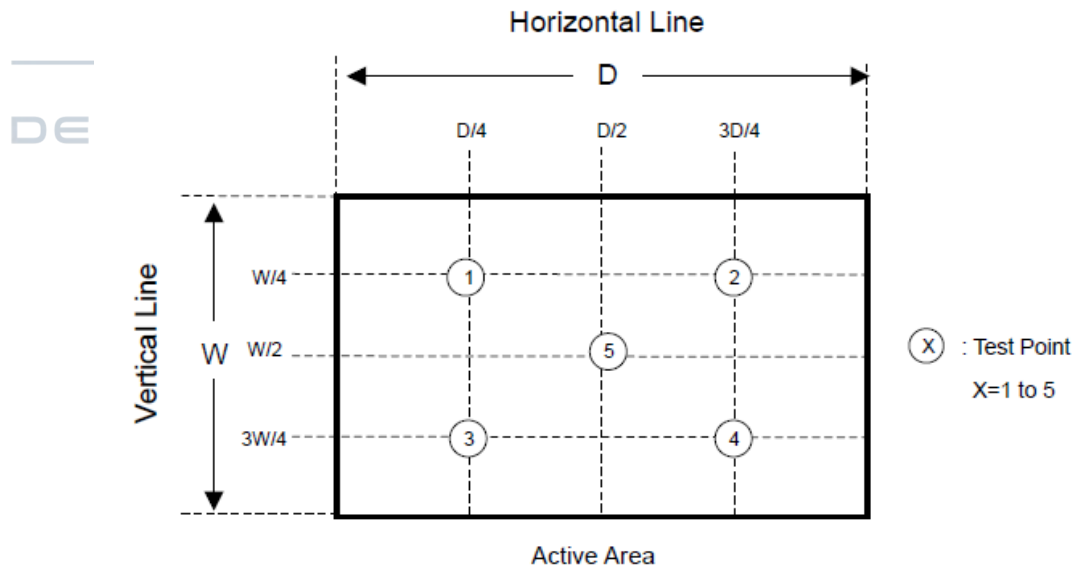 Horizontal Line
D
DE
D/4 D/2 3D/4
W/4
1 2
Vertical Line
W
W/2
5
X : Test Point
X=1 to 5
3W/4
3 4
Active Area